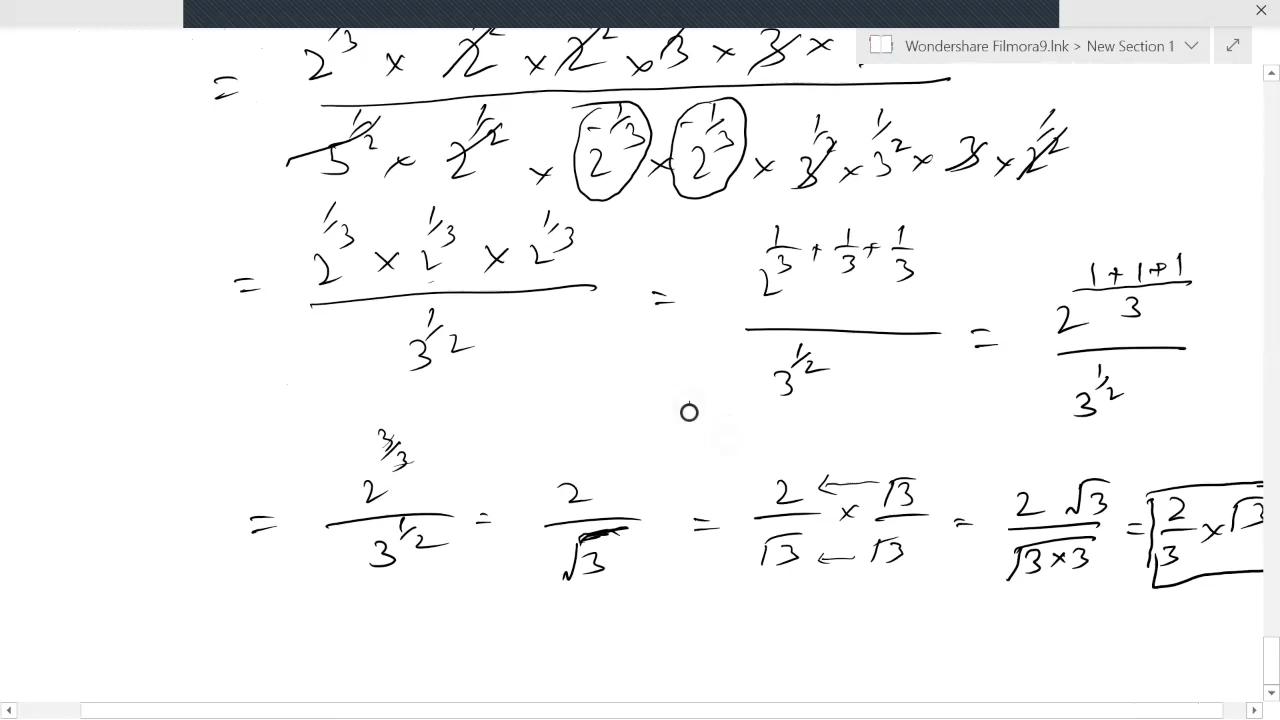 Wondershare Filmora9.lnk > New Section 1
= 2^1/3 × 2^2 × 2^2 × 3 × 3 ×
5^1/2 × 2^1/2 × 2^-1/3 × 2^-1/3 × 3^1/2 × 3^1/2 × 3 × 2^1/2
= 2^1/3 × 2^1/3 × 2^1/3 / 3^1/2 = 2^1/3 + 1/3 + 1/3 / 3^1/2 = 2^1+1+1/3 / 3^1/2
= 2^3/3 / 3^1/2 = 2 / √3 = 2/√3 × √3/√3 = 2 √3 / √3×3 = 2/3 × √3